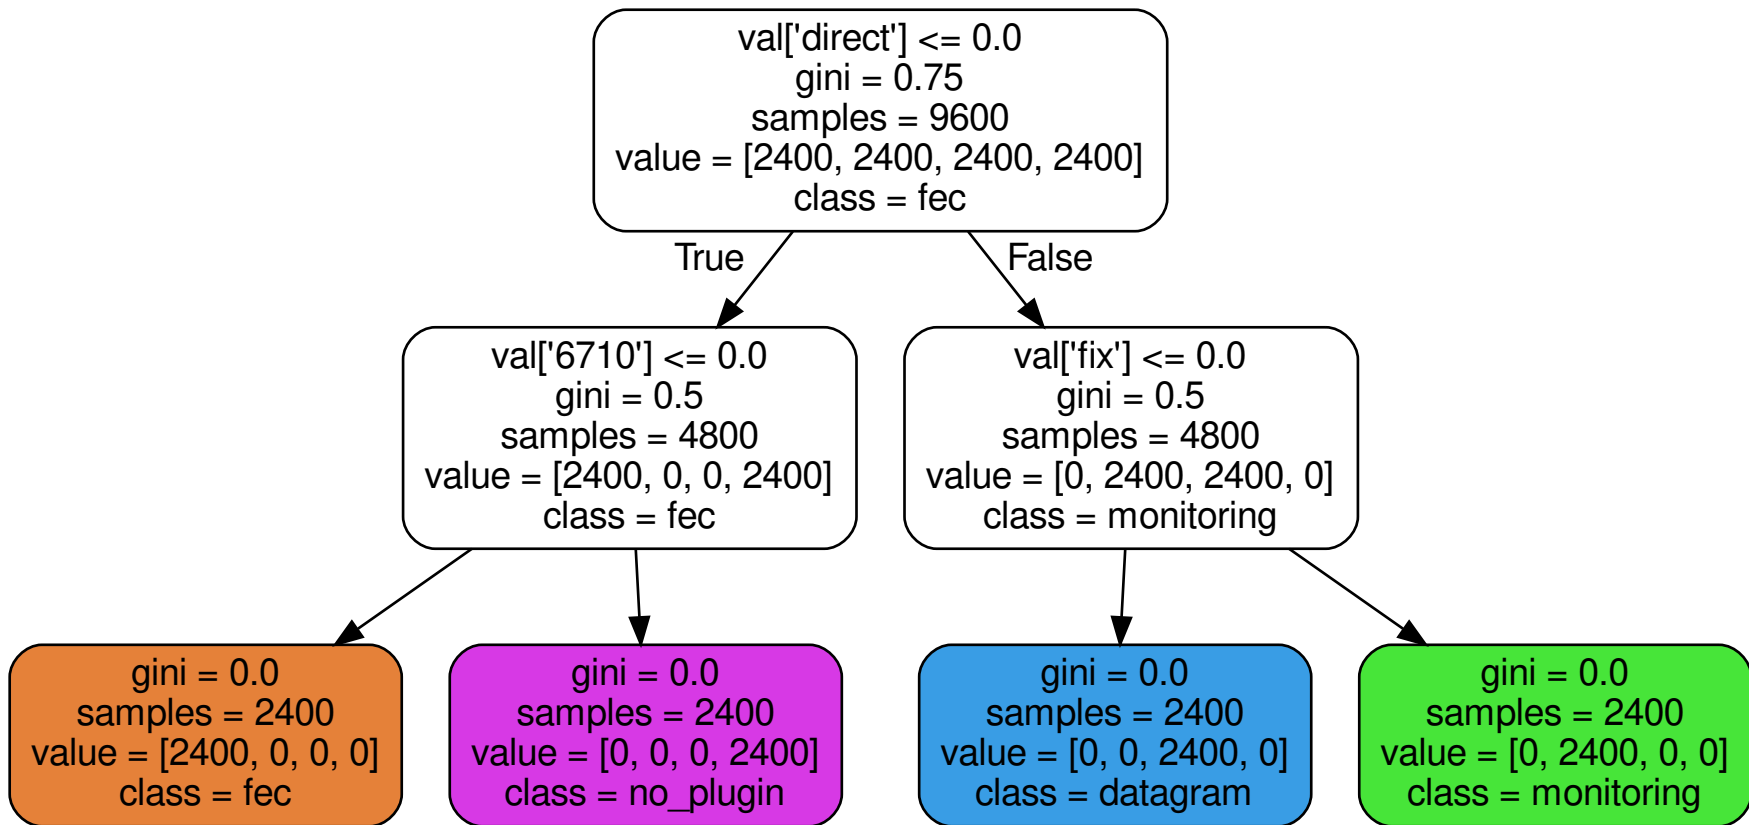 val['direct'] <= 0.0
gini = 0.75
samples = 9600
value = [2400, 2400, 2400, 2400]
class = fec
True
False
val['6710'] <= 0.0
gini = 0.5
samples = 4800
value = [2400, 0, 0, 2400]
class = fec
val['fix'] <= 0.0
gini = 0.5
samples = 4800
value = [0, 2400, 2400, 0]
class = monitoring
gini = 0.0
samples = 2400
value = [2400, 0, 0, 0]
class = fec
gini = 0.0
samples = 2400
value = [0, 0, 0, 2400]
class = no_plugin
gini = 0.0
samples = 2400
value = [0, 0, 2400, 0]
class = datagram
gini = 0.0
samples = 2400
value = [0, 2400, 0, 0]
class = monitoring